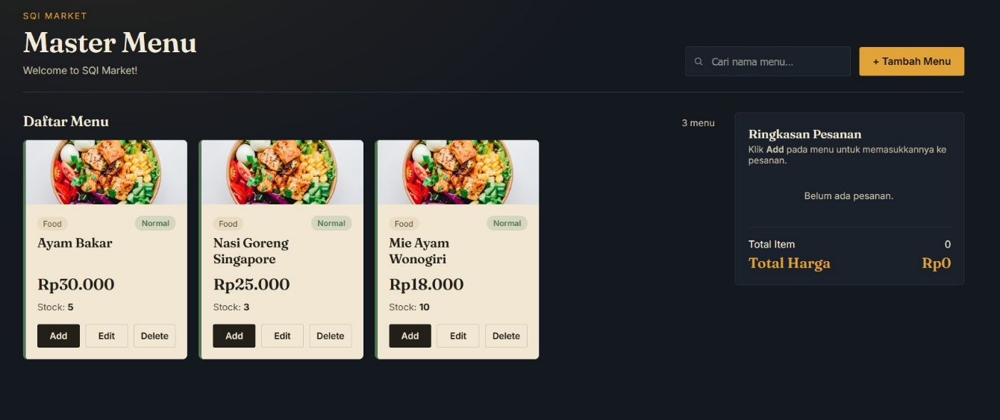 SQI MARKET
Master Menu
Welcome to SQI Market!
Cari nama menu...
+ Tambah Menu
Daftar Menu
3 menu
Food
Normal
Ayam Bakar
Rp30.000
Stock: 5
Add
Edit
Delete
Food
Normal
Nasi Goreng
Singapore
Rp25.000
Stock: 3
Add
Edit
Delete
Food
Normal
Mie Ayam
Wonogiri
Rp18.000
Stock: 10
Add
Edit
Delete
Ringkasan Pesanan
Klik Add pada menu untuk memasukkannya ke
pesanan.
Belum ada pesanan.
Total Item 0
Total Harga Rp0